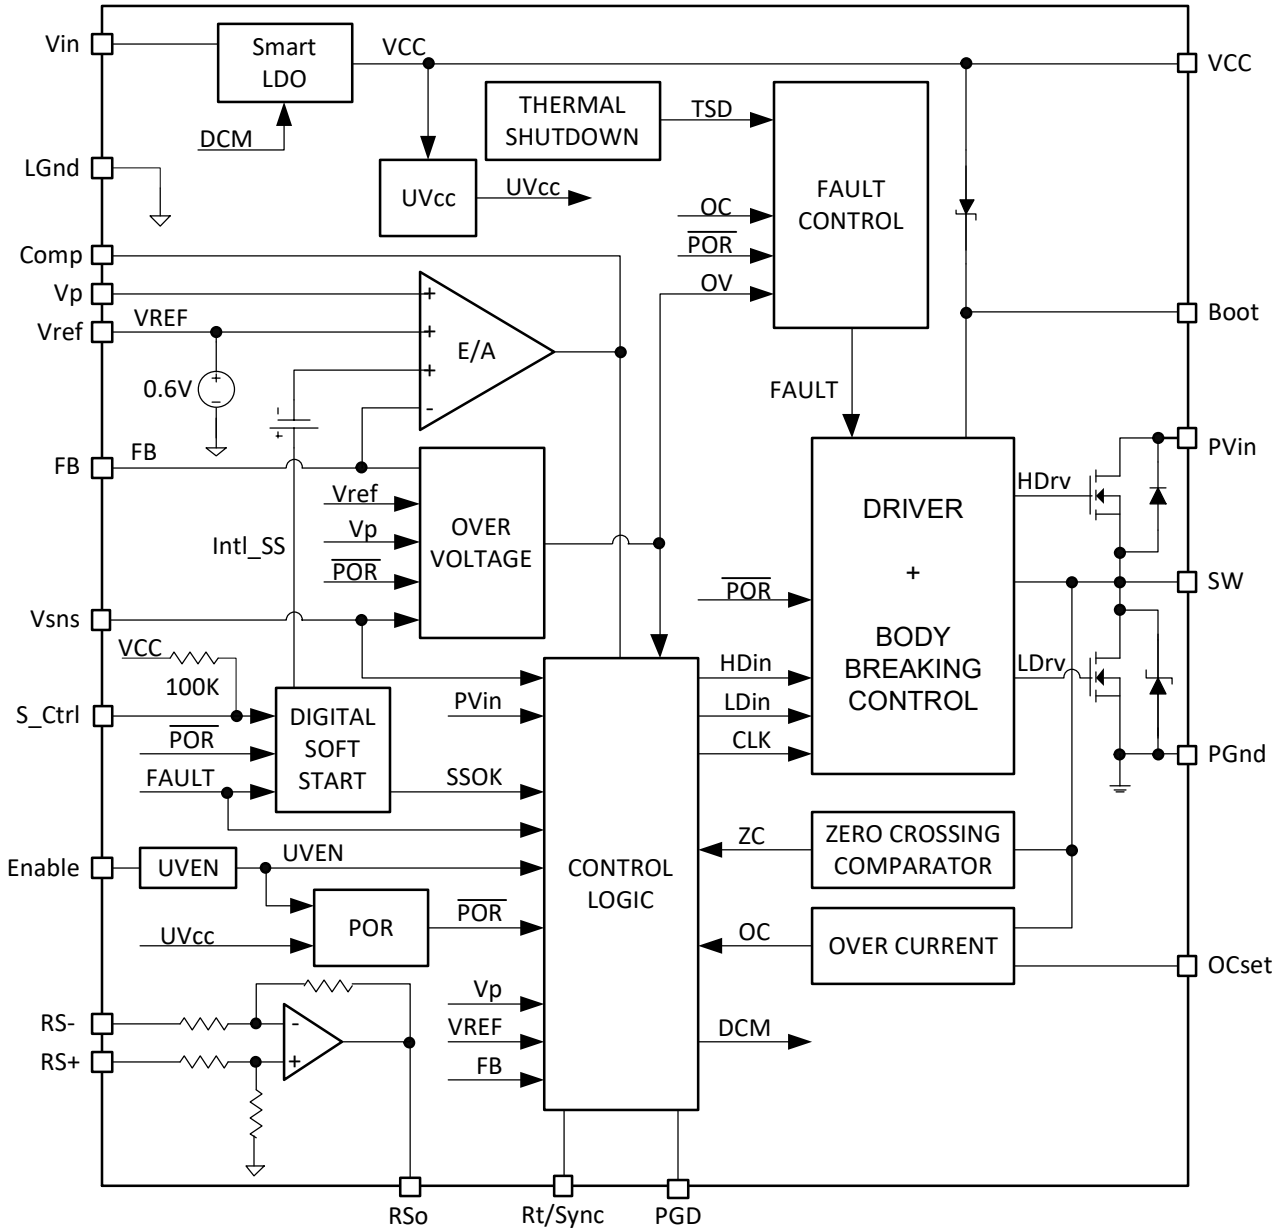 Vin
Smart
LDO
VCC
VCC
DCM
THERMAL
SHUTDOWN
TSD
LGnd
UVcc
UVcc
FAULT
CONTROL
OC
POR
OV
Comp
Vp
Vref
VREF
+
+
+
-
E/A
Boot
0.6V
+
−
-
+
FAULT
FB
FB
PVin
HDrv
Vref
Vp
POR
OVER
VOLTAGE
DRIVER
+
BODY
BREAKING
CONTROL
Intl_SS
POR
SW
Vsns
VCC
100K
LDrv
HDin
LDin
CLK
PVin
S_Ctrl
POR
FAULT
DIGITAL
SOFT
START
SSOK
PGnd
ZC
ZERO CROSSING
COMPARATOR
Enable
UVEN
UVEN
CONTROL
LOGIC
UVcc
POR
POR
OC
OVER CURRENT
OCset
RS-
RS+
-
+
Vp
VREF
FB
DCM
RSo
Rt/Sync
PGD